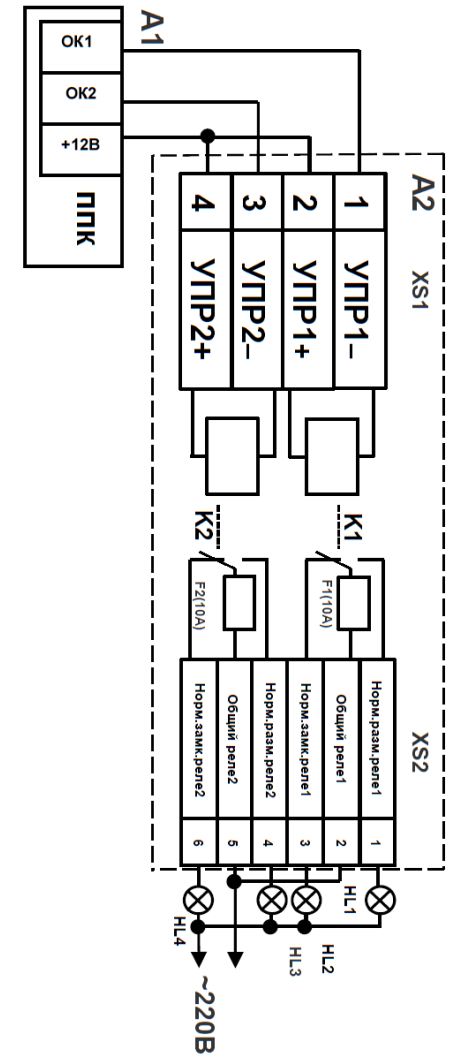 A1
ОК1
ОК2
+12В
ППК
A2
XS1
4
3
2
1
УПР2+
УПР2–
УПР1+
УПР1–
K2
K1
F2(10A)
F1(10A)
XS2
Норм.замк.реле2
Общий реле2
Норм.разм.реле2
Норм.замк.реле1
Общий реле1
Норм.разм.реле1
6
5
4
3
2
1
HL1
HL2
HL3
HL4
~220В